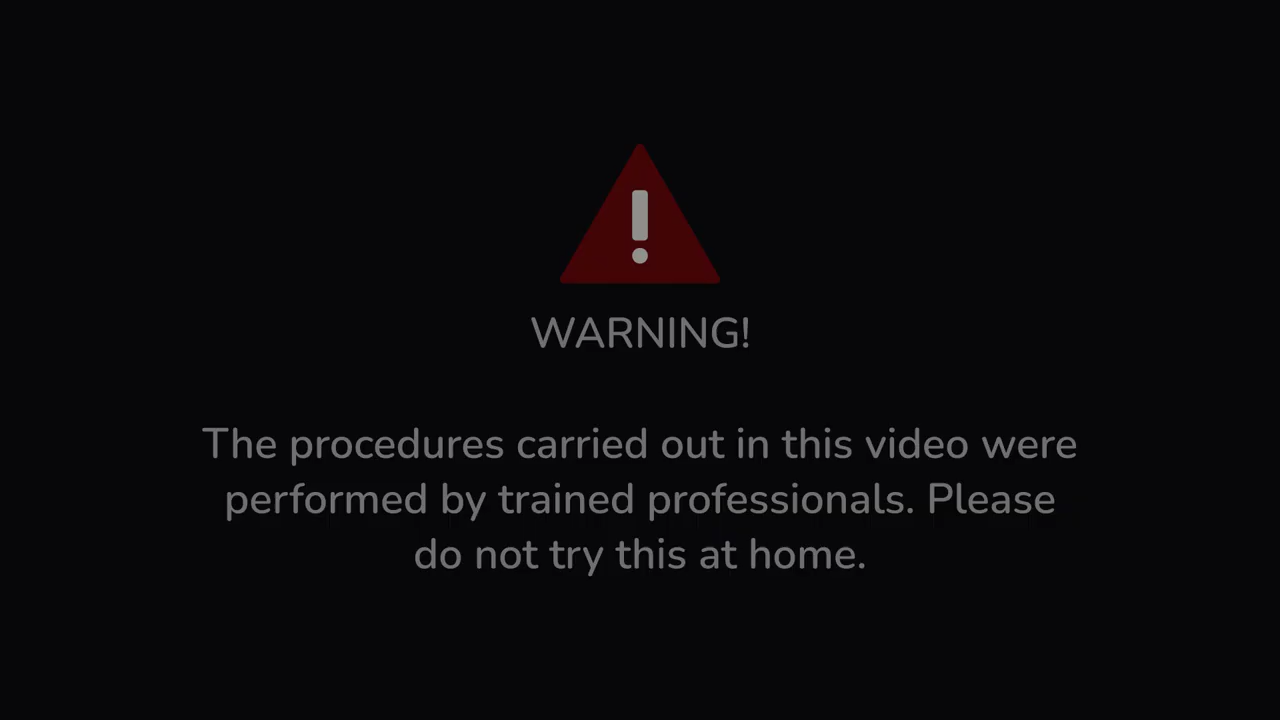 WARNING!
The procedures carried out in this video were
performed by trained professionals. Please
do not try this at home.